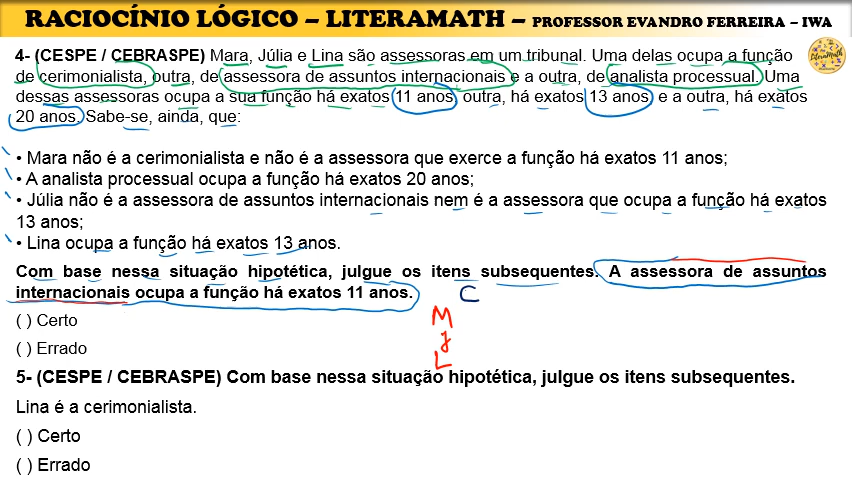 RACIOCÍNIO LÓGICO – LITERAMATH – PROFESSOR EVANDRO FERREIRA – IWA
4- (CESPE / CEBRASPE) Mara, Júlia e Lina são assessoras em um tribunal. Uma delas ocupa a função
de cerimonialista, outra, de assessora de assuntos internacionais e a outra, de analista processual. Uma
dessas assessoras ocupa a sua função há exatos 11 anos, outra, há exatos 13 anos e a outra, há exatos
20 anos. Sabe-se, ainda, que:
• Mara não é a cerimonialista e não é a assessora que exerce a função há exatos 11 anos;
• A analista processual ocupa a função há exatos 20 anos;
• Júlia não é a assessora de assuntos internacionais nem é a assessora que ocupa a função há exatos
13 anos;
• Lina ocupa a função há exatos 13 anos.
Com base nessa situação hipotética, julgue os itens subsequentes. A assessora de assuntos
internacionais ocupa a função há exatos 11 anos. C
( ) Certo
M
J
( ) Errado
L
5- (CESPE / CEBRASPE) Com base nessa situação hipotética, julgue os itens subsequentes.
Lina é a cerimonialista.
( ) Certo
( ) Errado